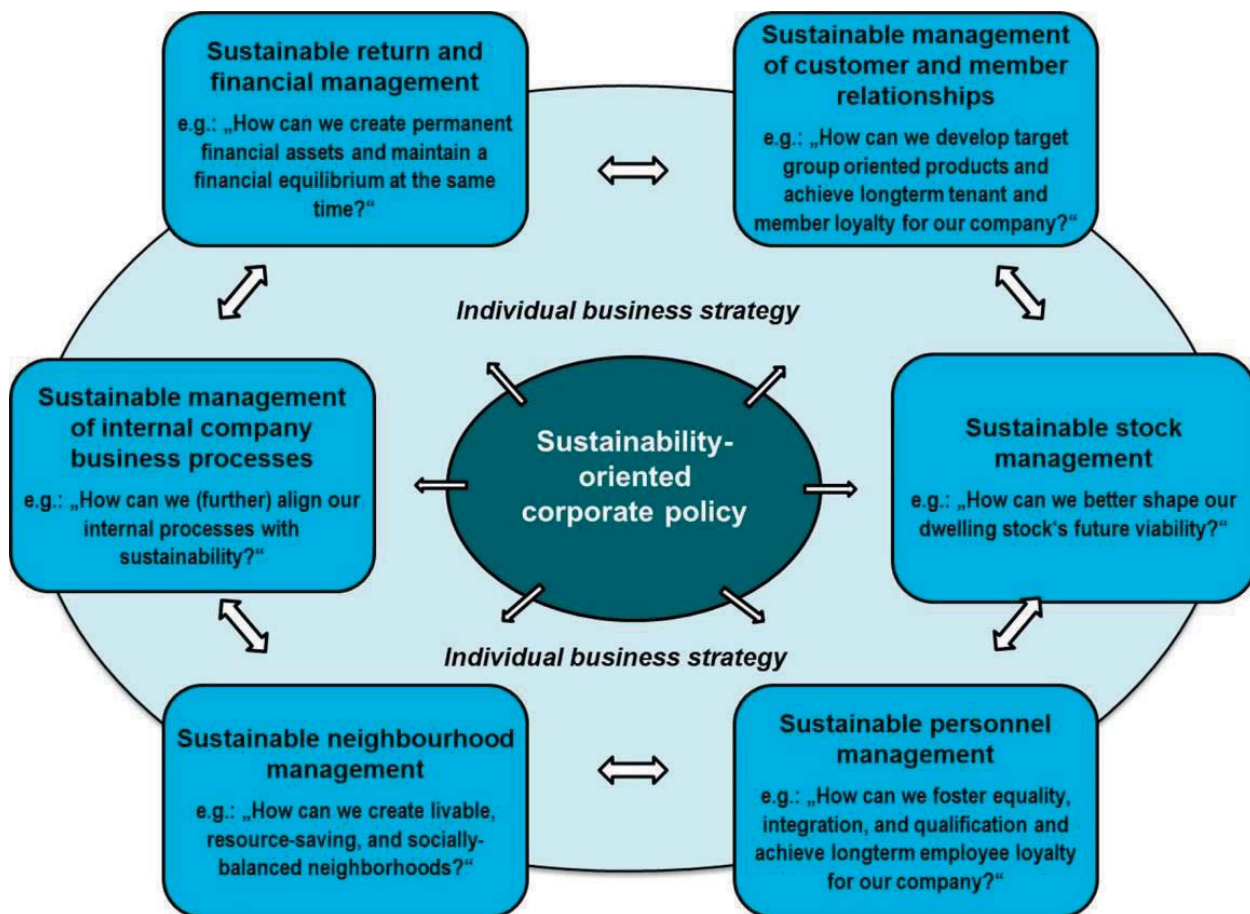 Sustainable return and
financial management
e.g.: „How can we create permanent
financial assets and maintain a
financial equilibrium at the same
time?“
Sustainable management
of customer and member
relationships
e.g.: „How can we develop target
group oriented products and
achieve longterm tenant and
member loyalty for our company?“
Individual business strategy
Sustainable management
of internal company
business processes
e.g.: „How can we (further) align our
internal processes with
sustainability?“
Sustainability-
oriented
corporate policy
Sustainable stock
management
e.g.: „How can we better shape our
dwelling stock‘s future viability?“
Individual business strategy
Sustainable neighbourhood
management
e.g.: „How can we create livable,
resource-saving, and socially-
balanced neighborhoods?“
Sustainable personnel
management
e.g.: „How can we foster equality,
integration, and qualification and
achieve longterm employee loyalty
for our company?“